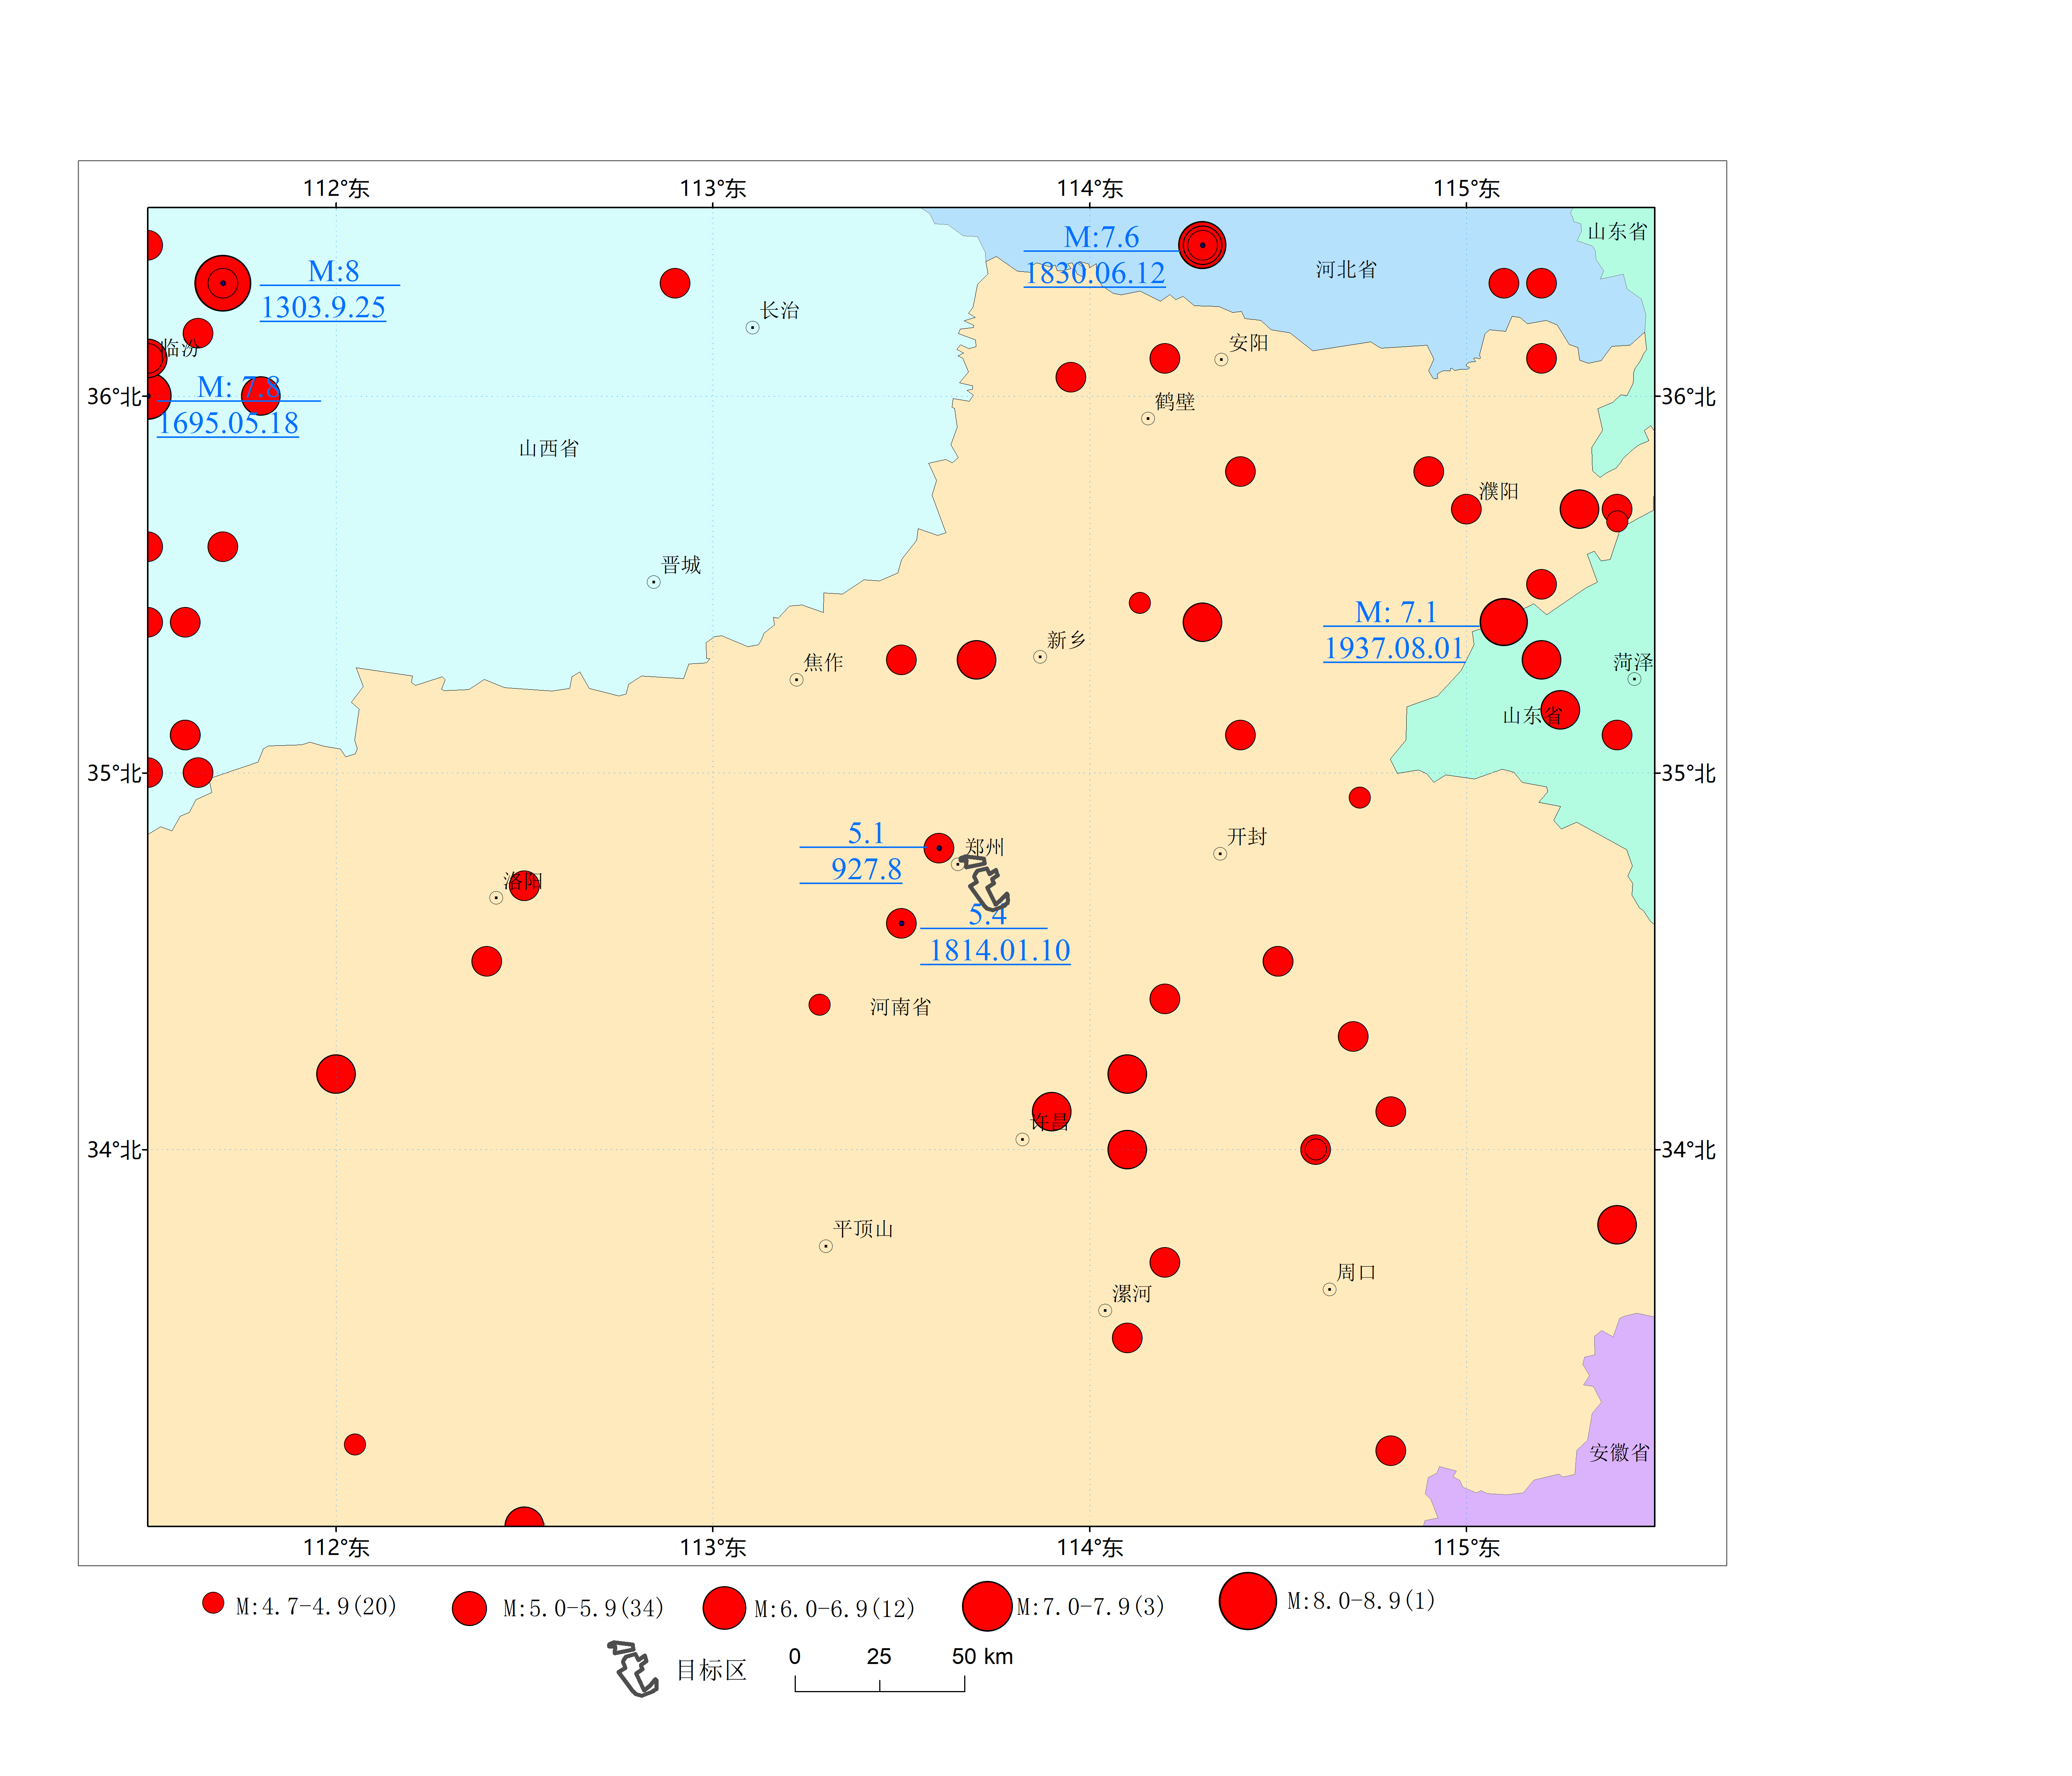 112°东 113°东 114°东 115°东
山东省
M:7.6
1830.06.12
河北省
M:8
1303.9.25
长治
安阳
临汾
M: 7.8
1695.05.18
36°北 36°北
鹤壁
山西省
濮阳
晋城
M: 7.1
1937.08.01
新乡
焦作
菏泽
山东省
35°北 35°北
5.1
927.8
郑州
开封
洛阳
5.4
1814.01.10
河南省
许昌
34°北 34°北
平顶山
周口
漯河
安徽省
112°东 113°东 114°东 115°东
M:4.7-4.9(20) M:5.0-5.9(34) M:6.0-6.9(12) M:7.0-7.9(3) M:8.0-8.9(1)
目标区
0 25 50 km